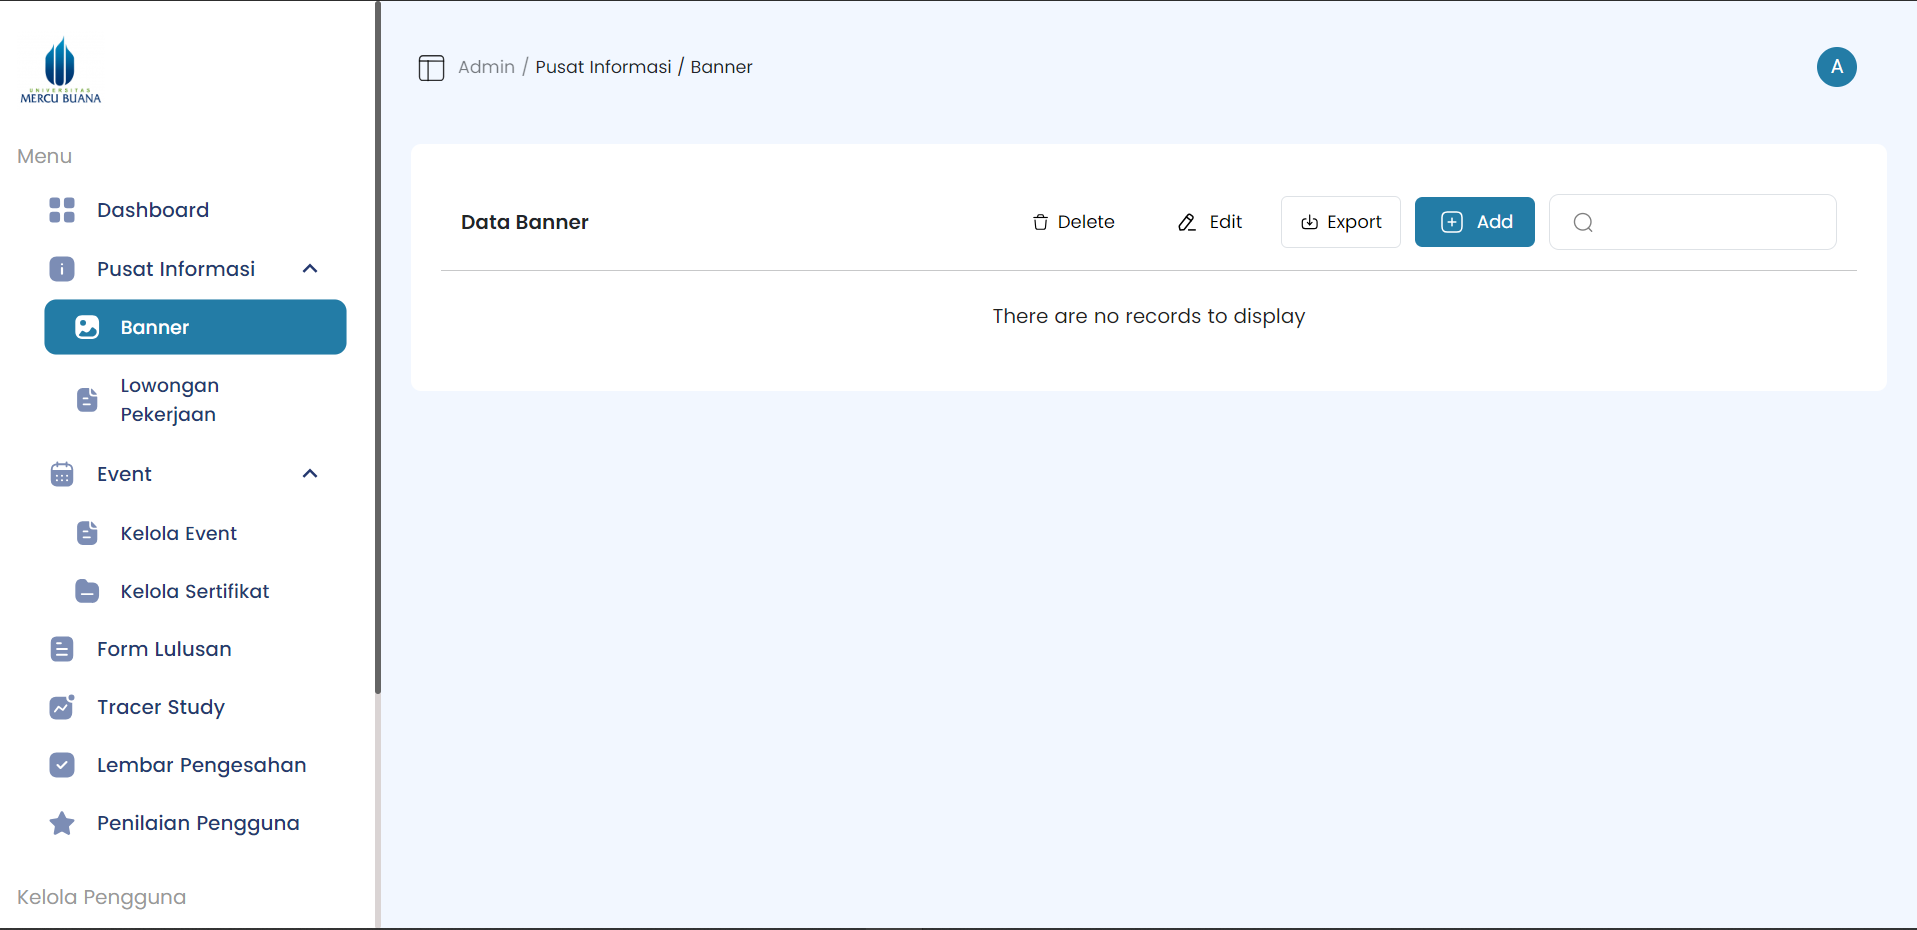 UNIVERSITAS
MERCU BUANA
Menu
Dashboard
Pusat Informasi
Banner
Lowongan
Pekerjaan
Event
Kelola Event
Kelola Sertifikat
Form Lulusan
Tracer Study
Lembar Pengesahan
Penilaian Pengguna
Kelola Pengguna
Admin / Pusat Informasi / Banner
A
Data Banner
Delete
Edit
Export
Add
There are no records to display